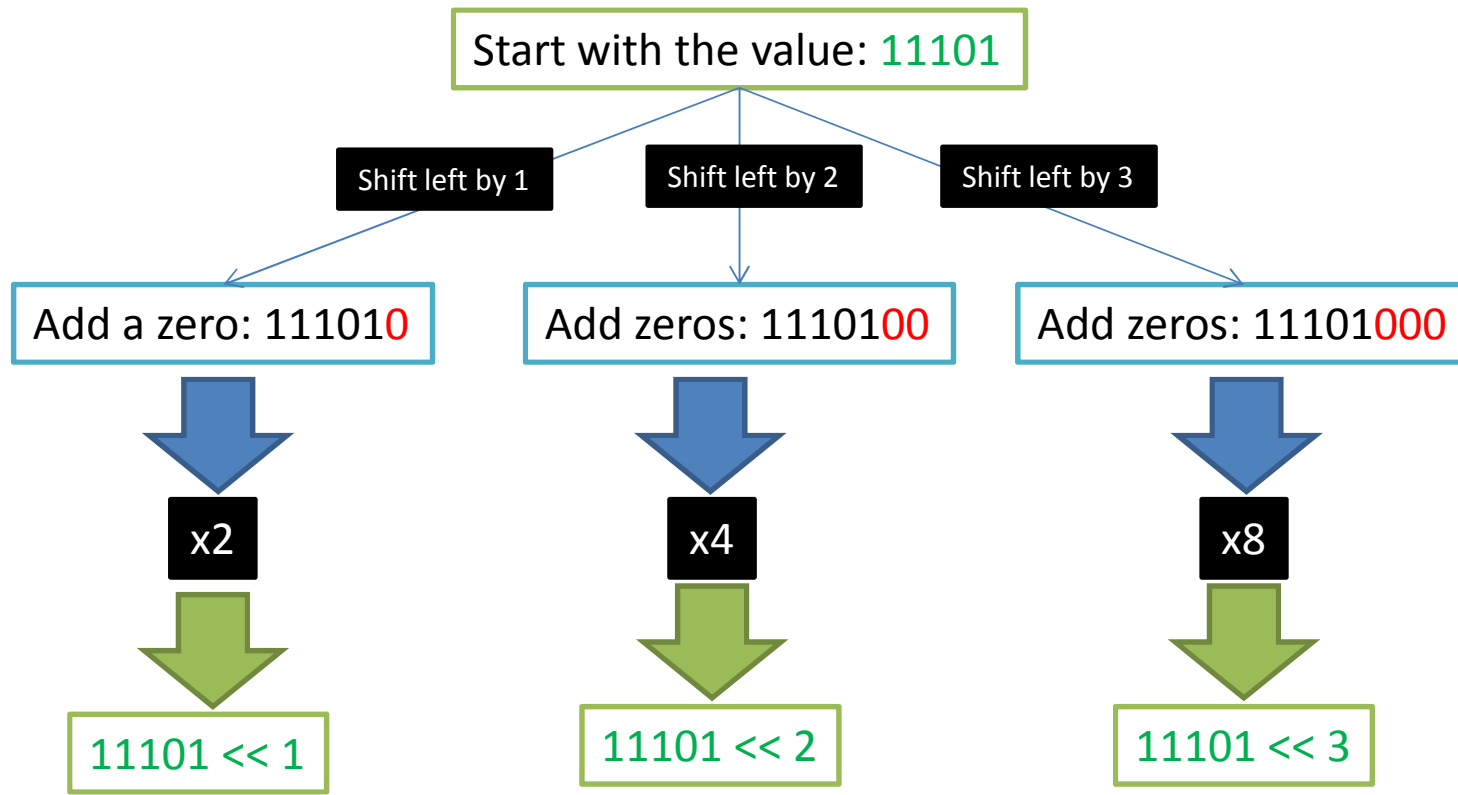 Start with the value: 11101
Shift left by 1
Shift left by 2
Shift left by 3
Add a zero: 111010
Add zeros: 1110100
Add zeros: 11101000
x2
x4
x8
11101 << 1
11101 << 2
11101 << 3